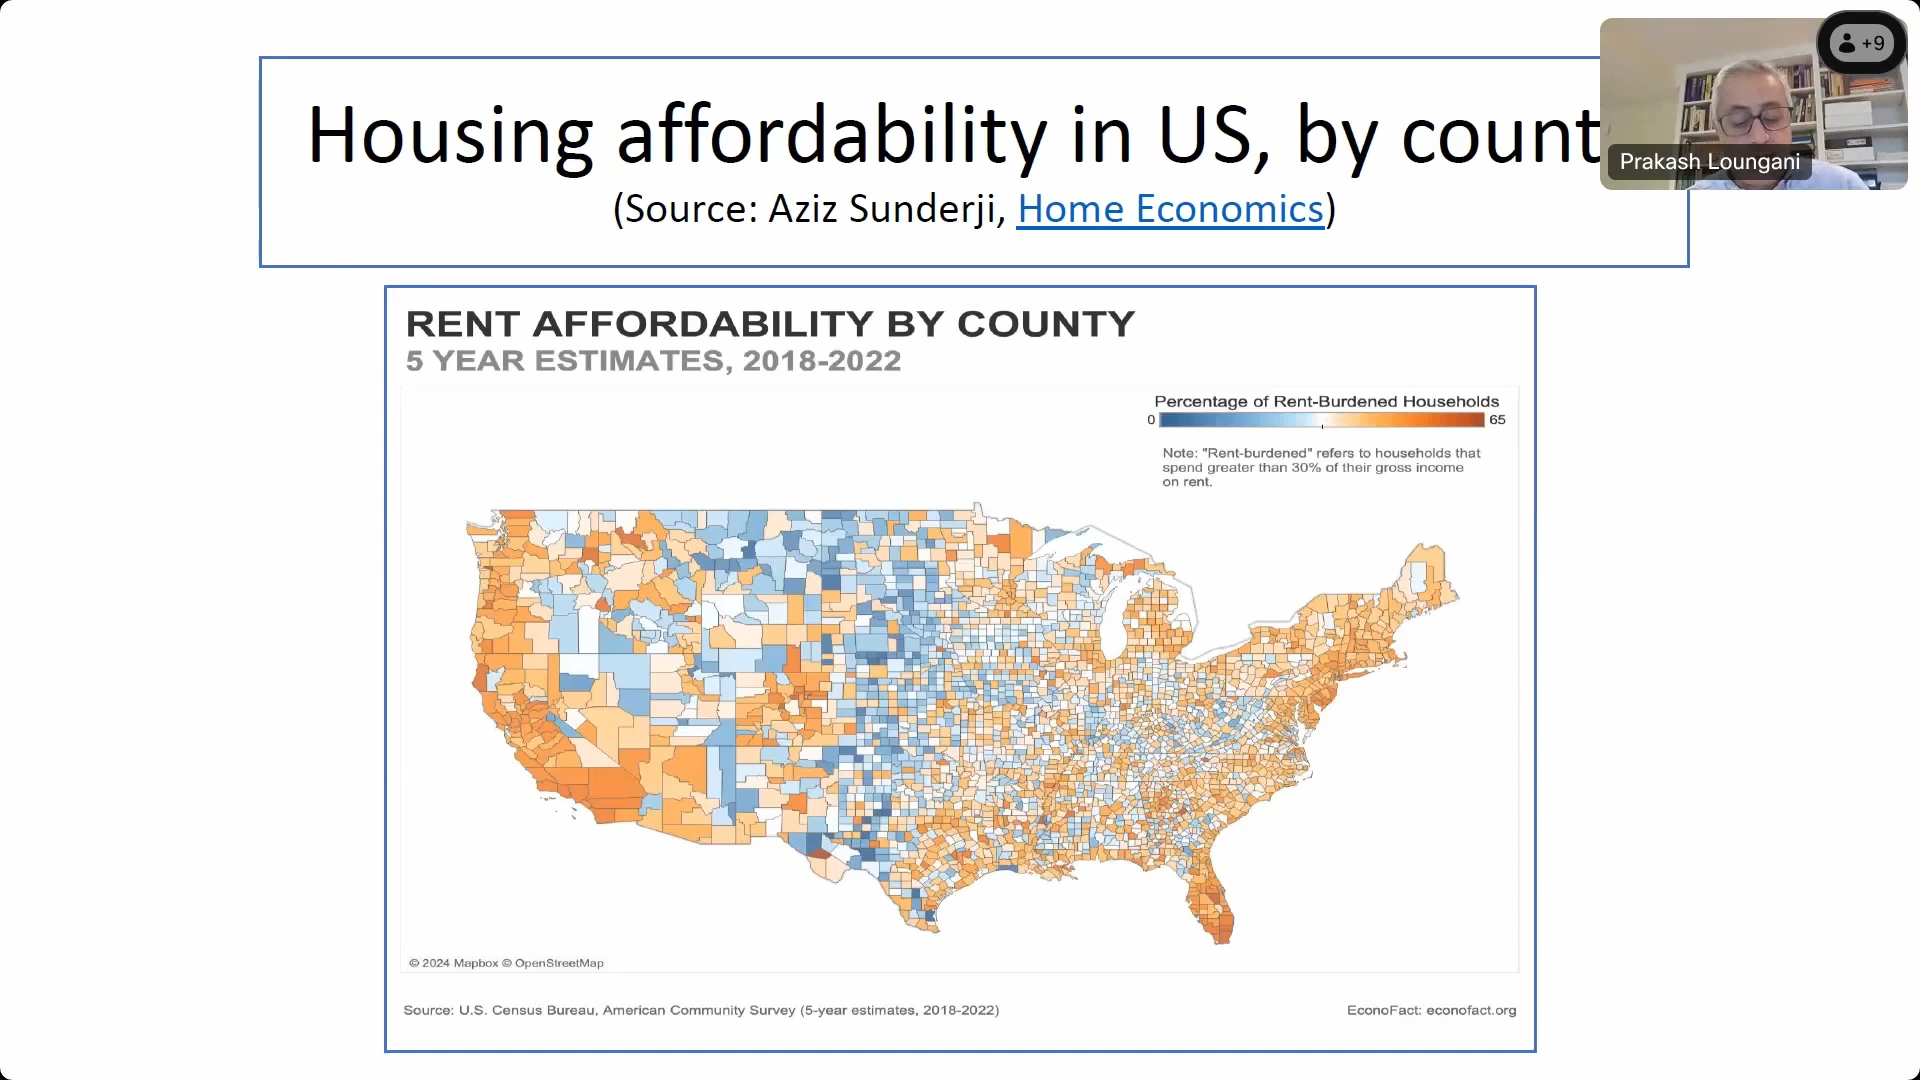 Housing affordability in US, by count
(Source: Aziz Sunderji, Home Economics)
+9
Prakash Loungani
RENT AFFORDABILITY BY COUNTY
5 YEAR ESTIMATES, 2018-2022
Percentage of Rent-Burdened Households
0 65
Note: "Rent-burdened" refers to households that
spend greater than 30% of their gross income
on rent.
© 2024 Mapbox © OpenStreetMap
Source: U.S. Census Bureau, American Community Survey (5-year estimates, 2018-2022)
EconoFact: econofact.org